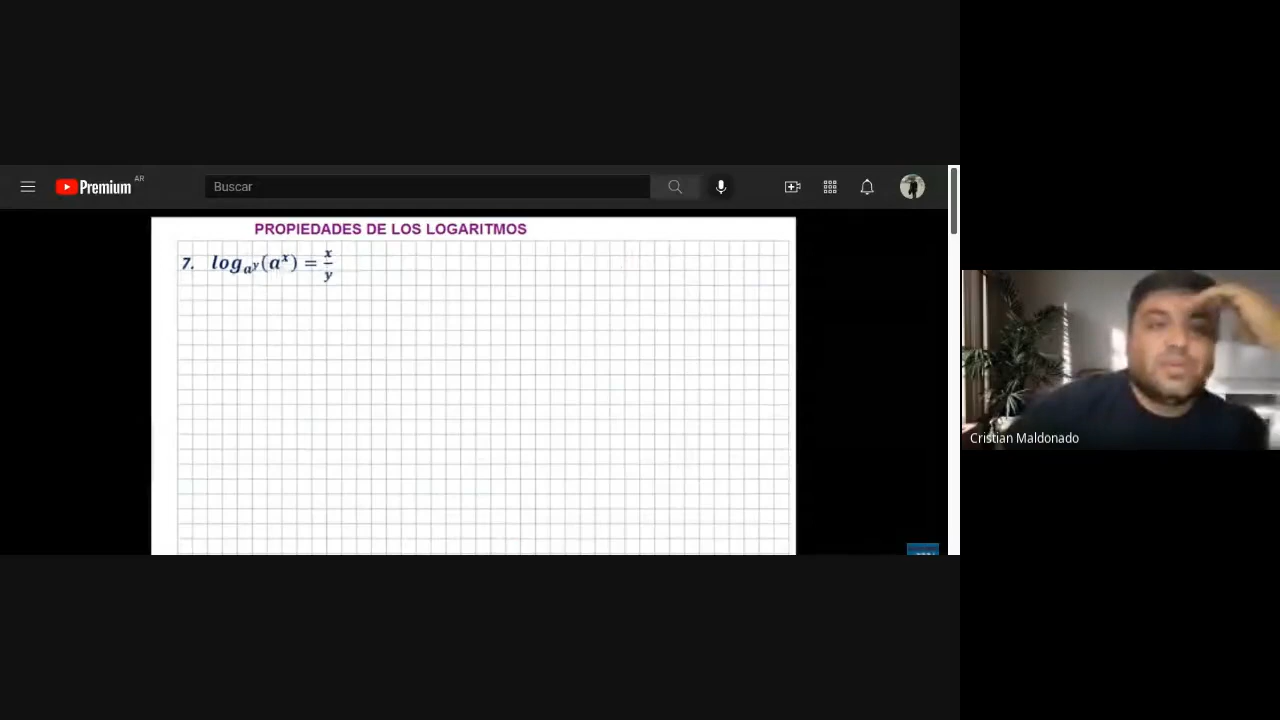 Premium AR
Buscar
PROPIEDADES DE LOS LOGARITMOS
7. log_{a^y}(a^x) = x/y
Cristian Maldonado